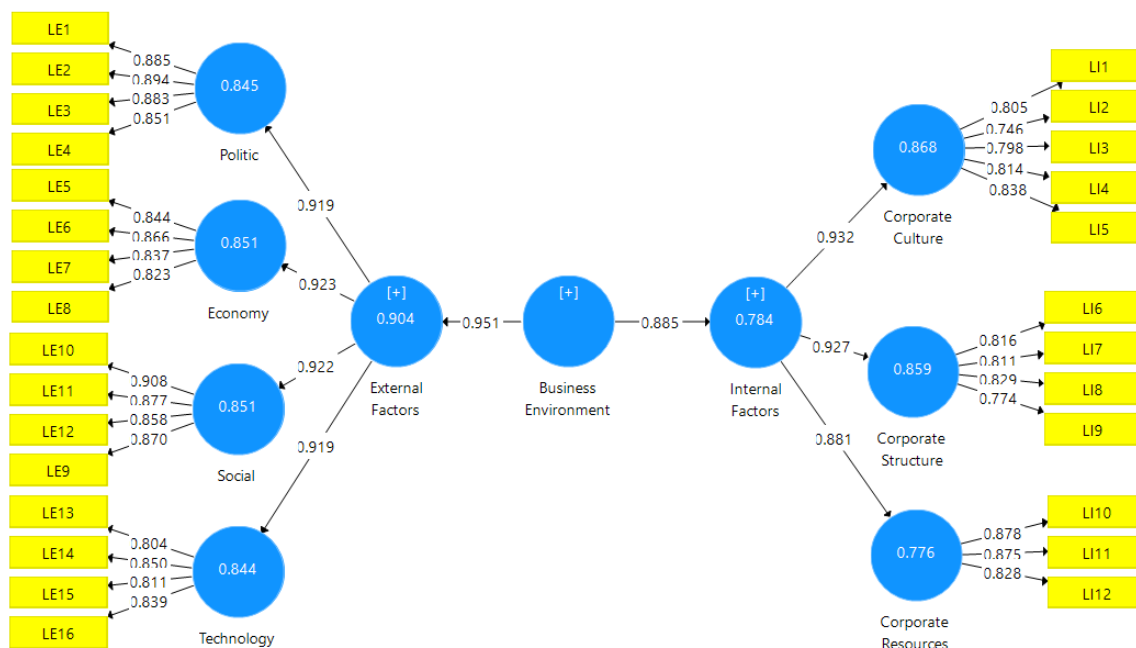 LE1
LE2
LE3
LE4
0.885
0.894
0.883
0.851
0.845
Politic
LE5
LE6
LE7
LE8
0.844
0.866
0.837
0.823
0.851
Economy
LE10
LE11
LE12
LE9
0.908
0.877
0.858
0.870
0.851
Social
LE13
LE14
LE15
LE16
0.804
0.850
0.811
0.839
0.844
Technology
0.919
0.923
0.922
0.919
[+]
0.904
External
Factors
0.951
[+]
Business
Environment
0.885
[+]
0.784
Internal
Factors
0.932
0.927
0.881
0.868
Corporate
Culture
0.805
0.746
0.798
0.814
0.838
LI1
LI2
LI3
LI4
LI5
0.859
Corporate
Structure
0.816
0.811
0.829
0.774
LI6
LI7
LI8
LI9
0.776
Corporate
Resources
0.878
0.875
0.828
LI10
LI11
LI12